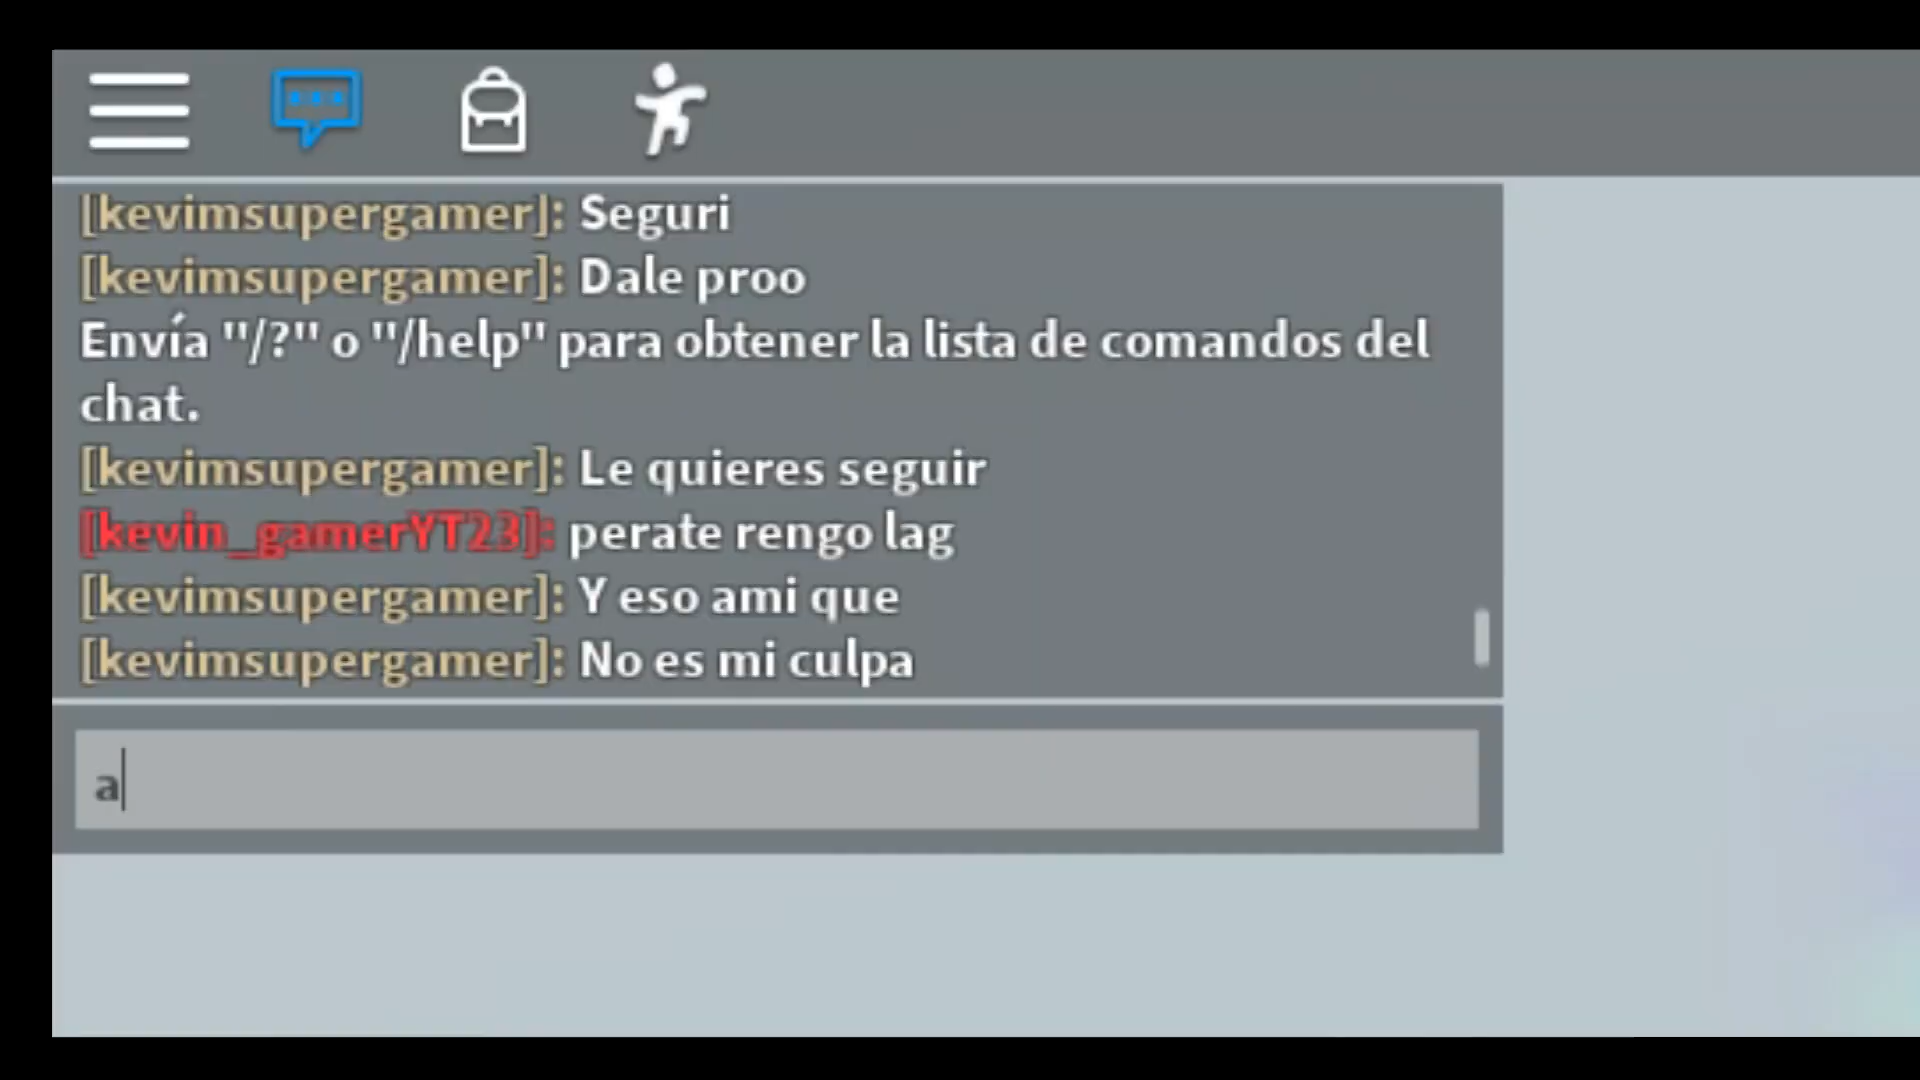 [kevimsupergamer]: Seguri
[kevimsupergamer]: Dale proo
Envía "/?" o "/help" para obtener la lista de comandos del
chat.
[kevimsupergamer]: Le quieres seguir
[kevin_gamerYT23]: perate rengo lag
[kevimsupergamer]: Y eso ami que
[kevimsupergamer]: No es mi culpa
a